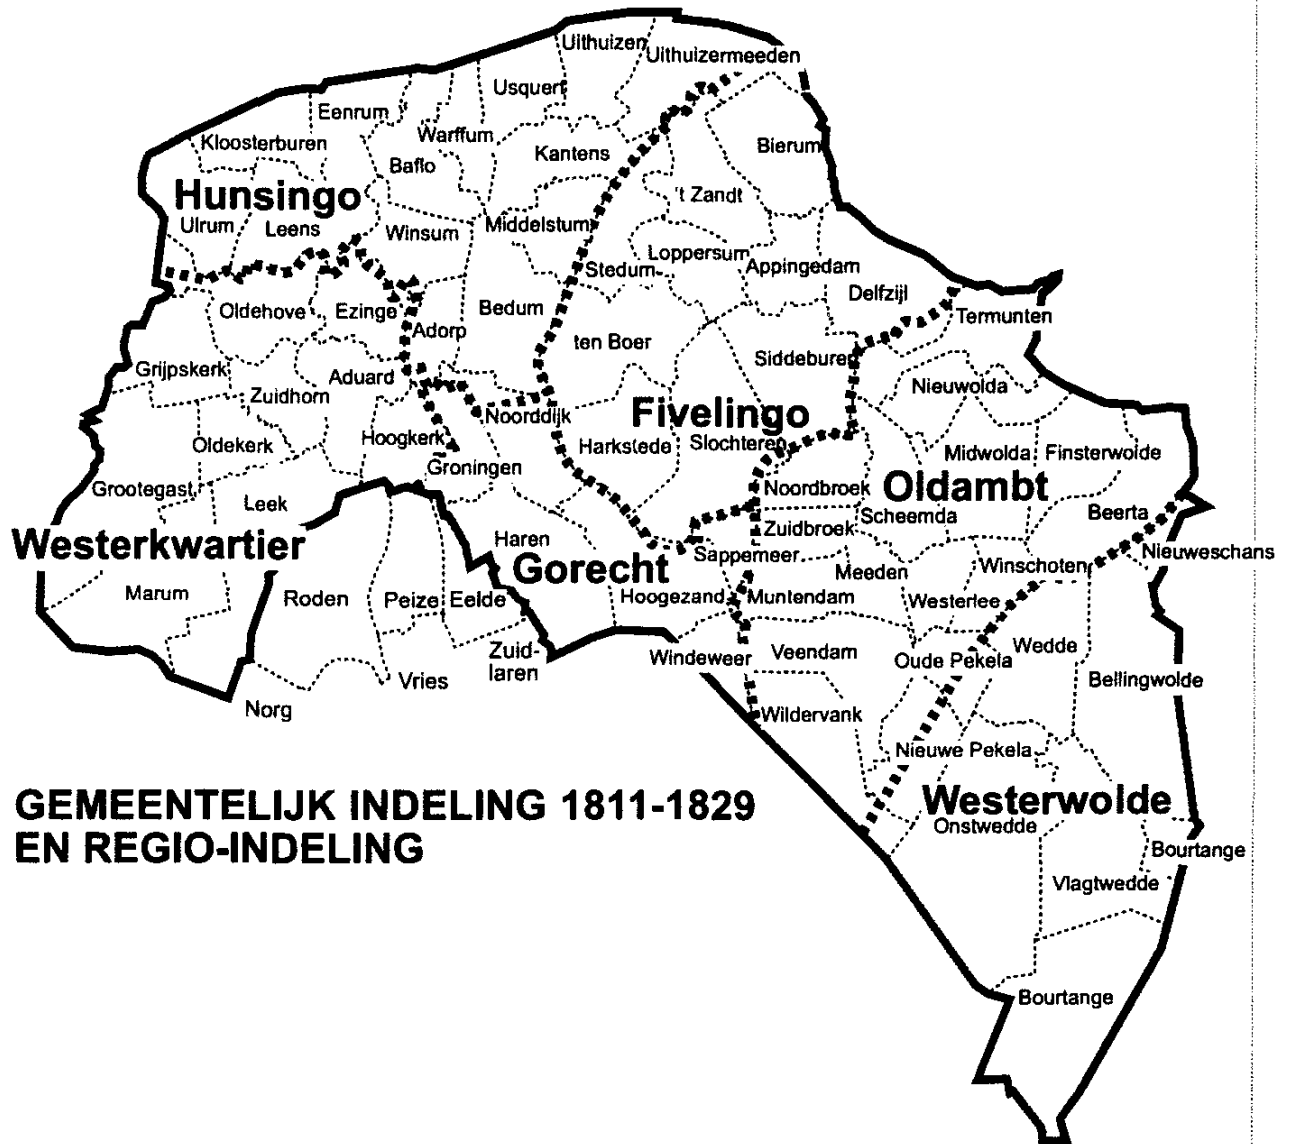 Uithuizen
Uithuizermeeden
Usquert
Eenrum
Warffum
Kloosterburen
Kantens
Bierum
Baflo
Hunsingo
't Zandt
Ulrum
Leens
Winsum
Middelstum
Loppersum
Stedum
Appingedam
Delfzijl
Oldehove
Ezinge
Bedum
Termunten
Adorp
ten Boer
Siddeburen
Grijpskerk
Aduard
Nieuwolda
Zuidhorn
Noorddijk
Fivelingo
Oldekerk
Hoogkerk
Harkstede
Slochteren
Midwolda
Finsterwolde
Groningen
Grootegast
Noordbroek
Oldambt
Leek
Scheemda
Beerta
Zuidbroek
Westerkwartier
Haren
Sappemeer
Nieuweschans
Gorecht
Meeden
Winschoten
Marum
Roden
Peize
Eelde
Hoogezand
Muntendam
Westerlee
Zuid-
laren
Windeweer
Veendam
Oude Pekela
Wedde
Vries
Bellingwolde
Norg
Wildervank
Nieuwe Pekela
GEMEENTELIJK INDELING 1811-1829
EN REGIO-INDELING
Westerwolde
Onstwedde
Bourtange
Vlagtwedde
Bourtange